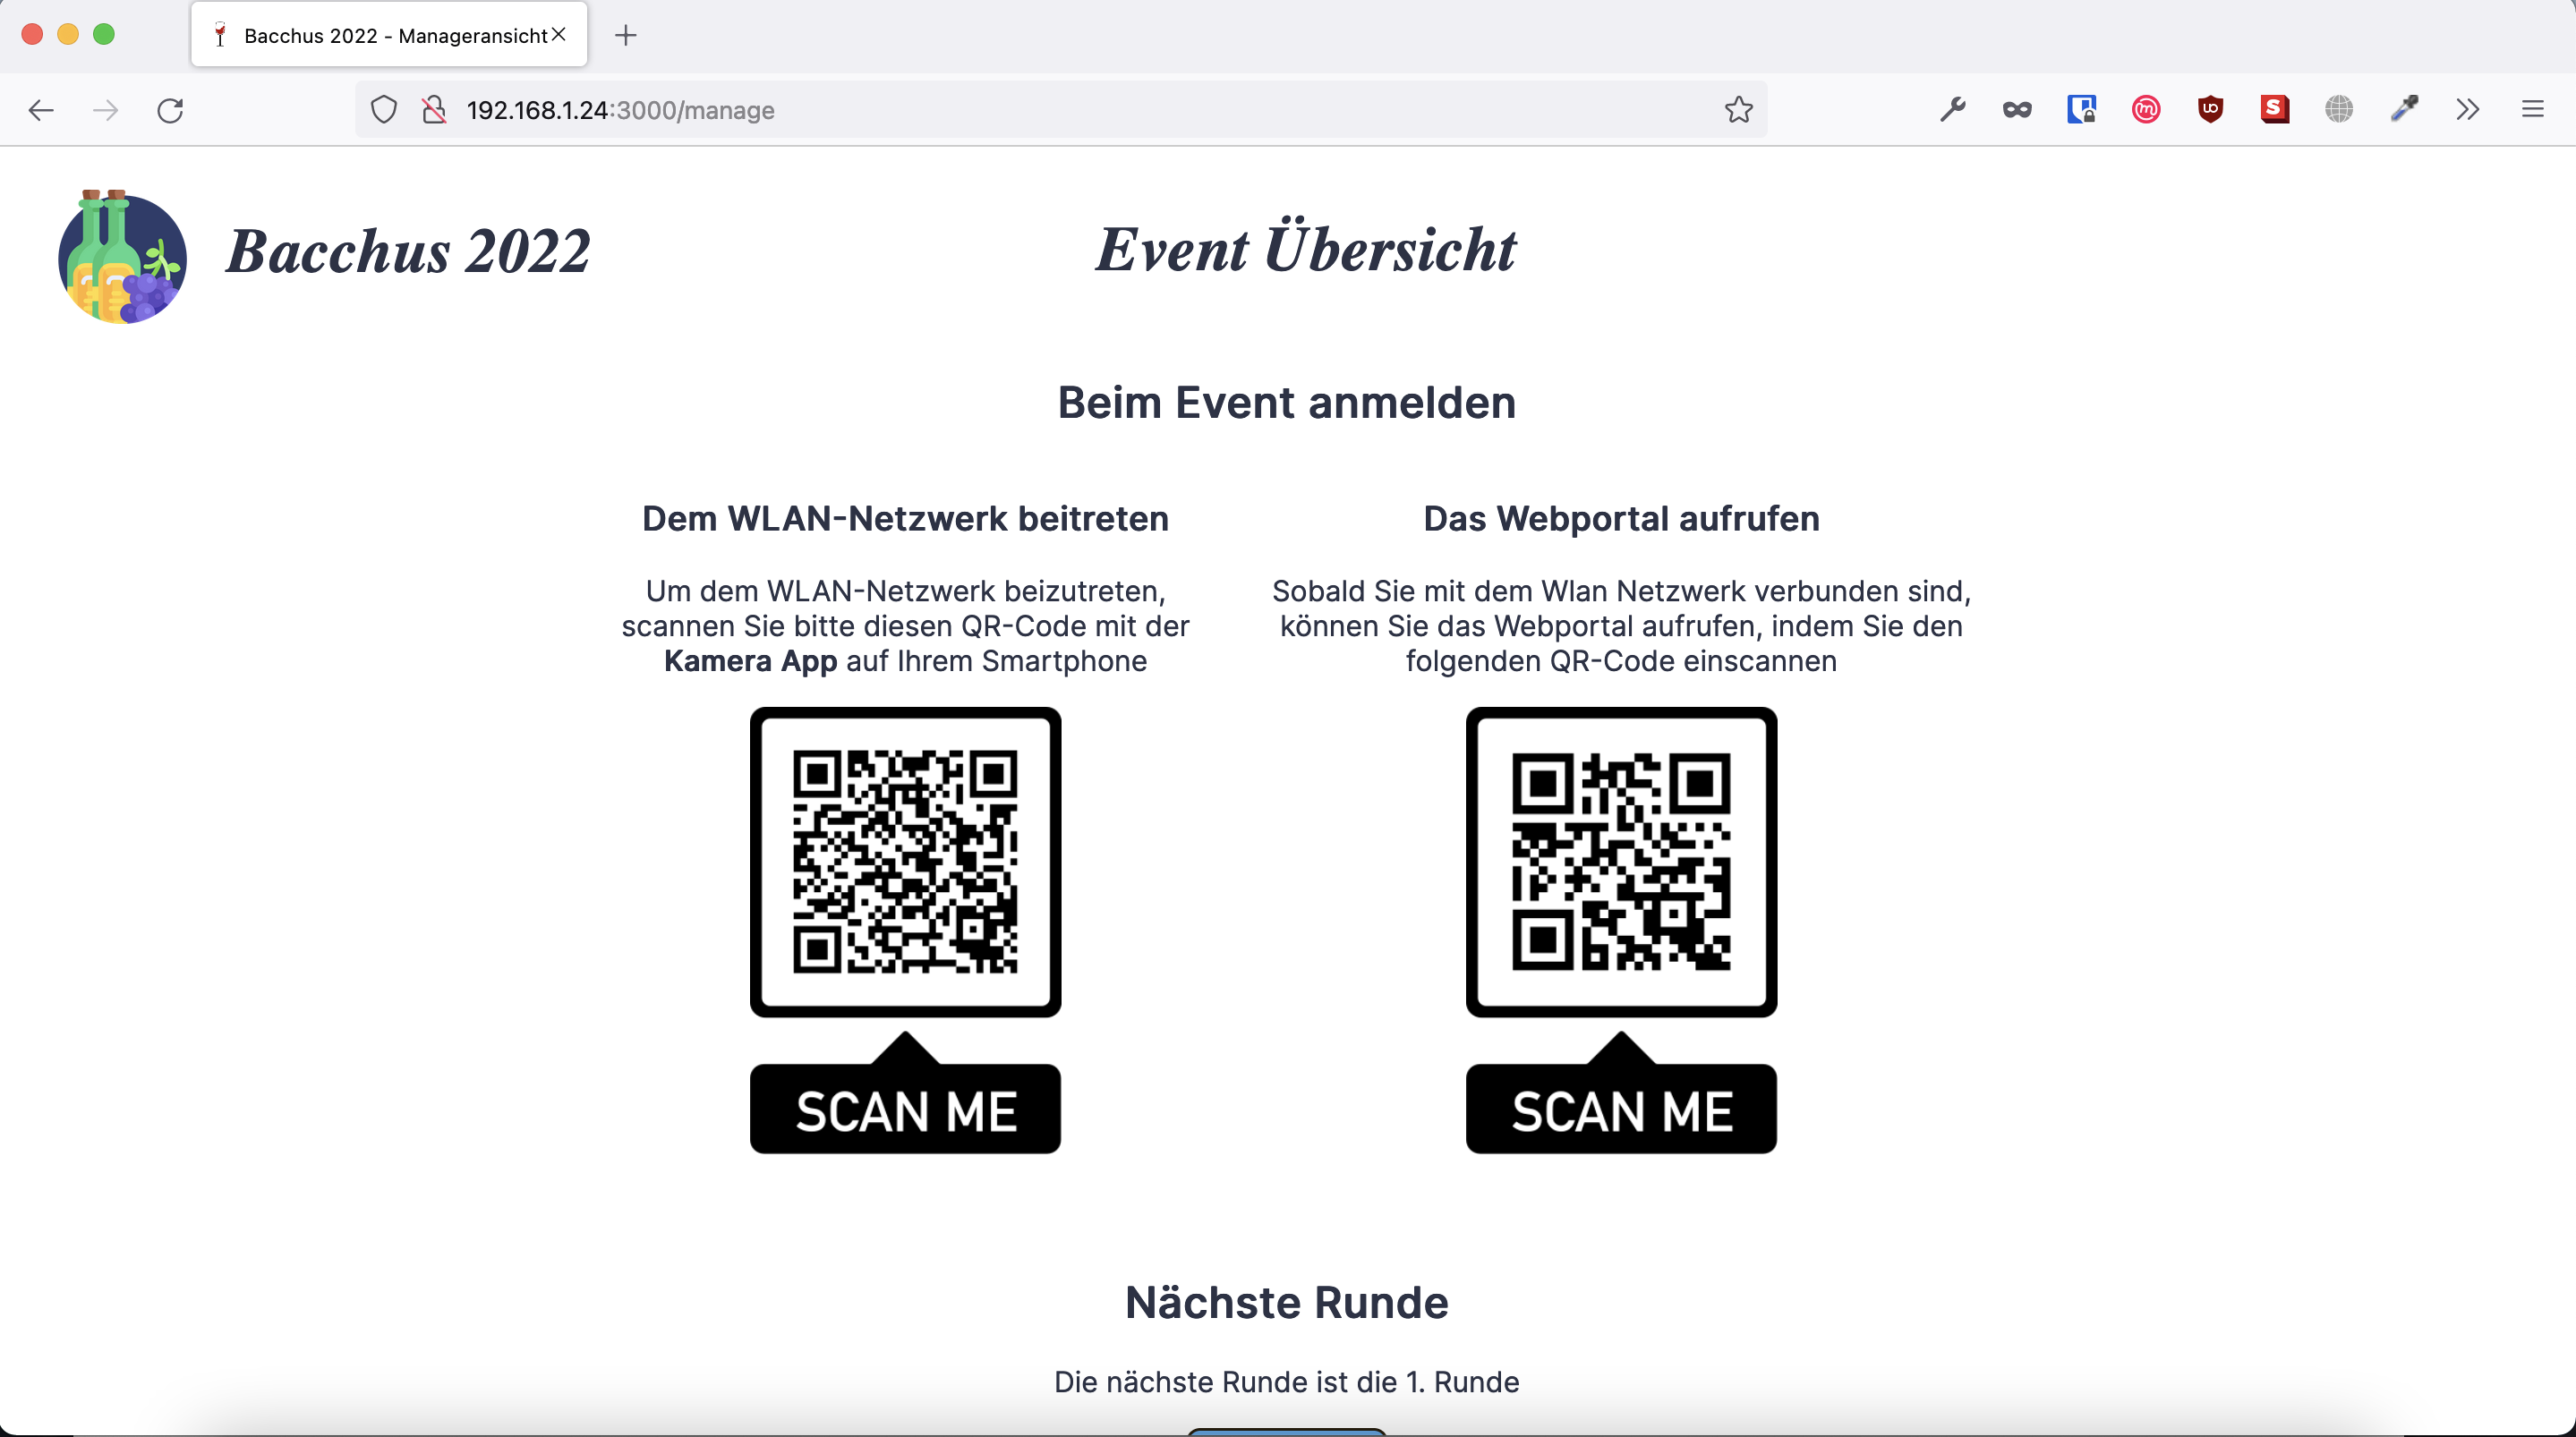 Bacchus 2022 - Manageransicht
192.168.1.24:3000/manage
Bacchus 2022
Event Übersicht
Beim Event anmelden
Dem WLAN-Netzwerk beitreten
Um dem WLAN-Netzwerk beizutreten,
scannen Sie bitte diesen QR-Code mit der
Kamera App auf Ihrem Smartphone
SCAN ME
Das Webportal aufrufen
Sobald Sie mit dem Wlan Netzwerk verbunden sind,
können Sie das Webportal aufrufen, indem Sie den
folgenden QR-Code einscannen
SCAN ME
Nächste Runde
Die nächste Runde ist die 1. Runde